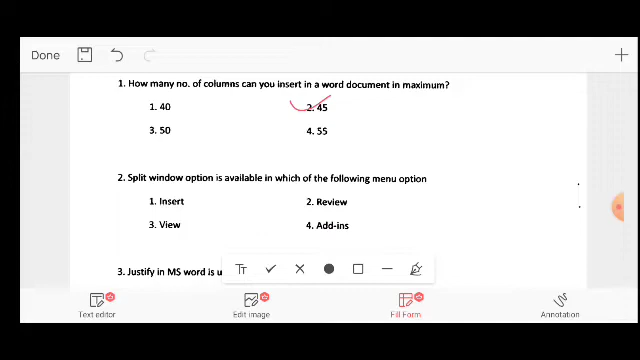 Done
1. How many no. of columns can you insert in a word document in maximum?
1. 40 2. 45
3. 50 4. 55
2. Split window option is available in which of the following menu option
1. Insert 2. Review
3. View 4. Add-ins
3. Justify in MS word is u
Text editor Edit image Fill Form Annotation